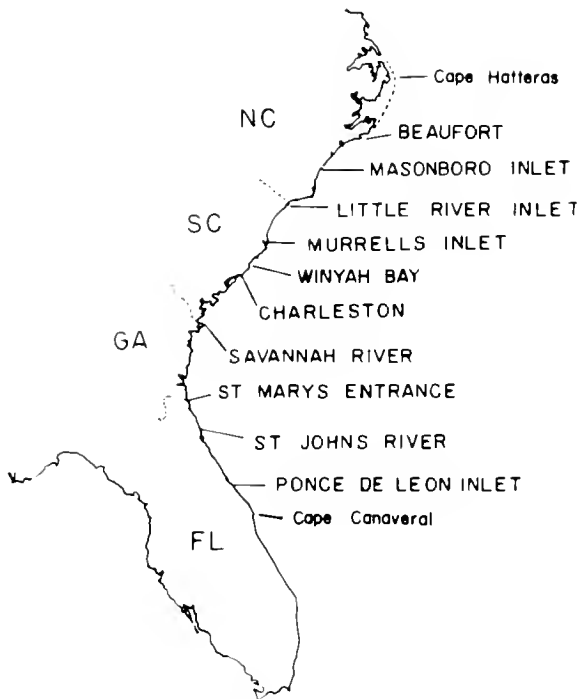 Cape Hatteras
NC
BEAUFORT
MASONBORO INLET
LITTLE RIVER INLET
SC
MURRELLS INLET
WINYAH BAY
CHARLESTON
GA
SAVANNAH RIVER
ST MARYS ENTRANCE
ST JOHNS RIVER
PONCE DE LEON INLET
Cape Canaveral
FL